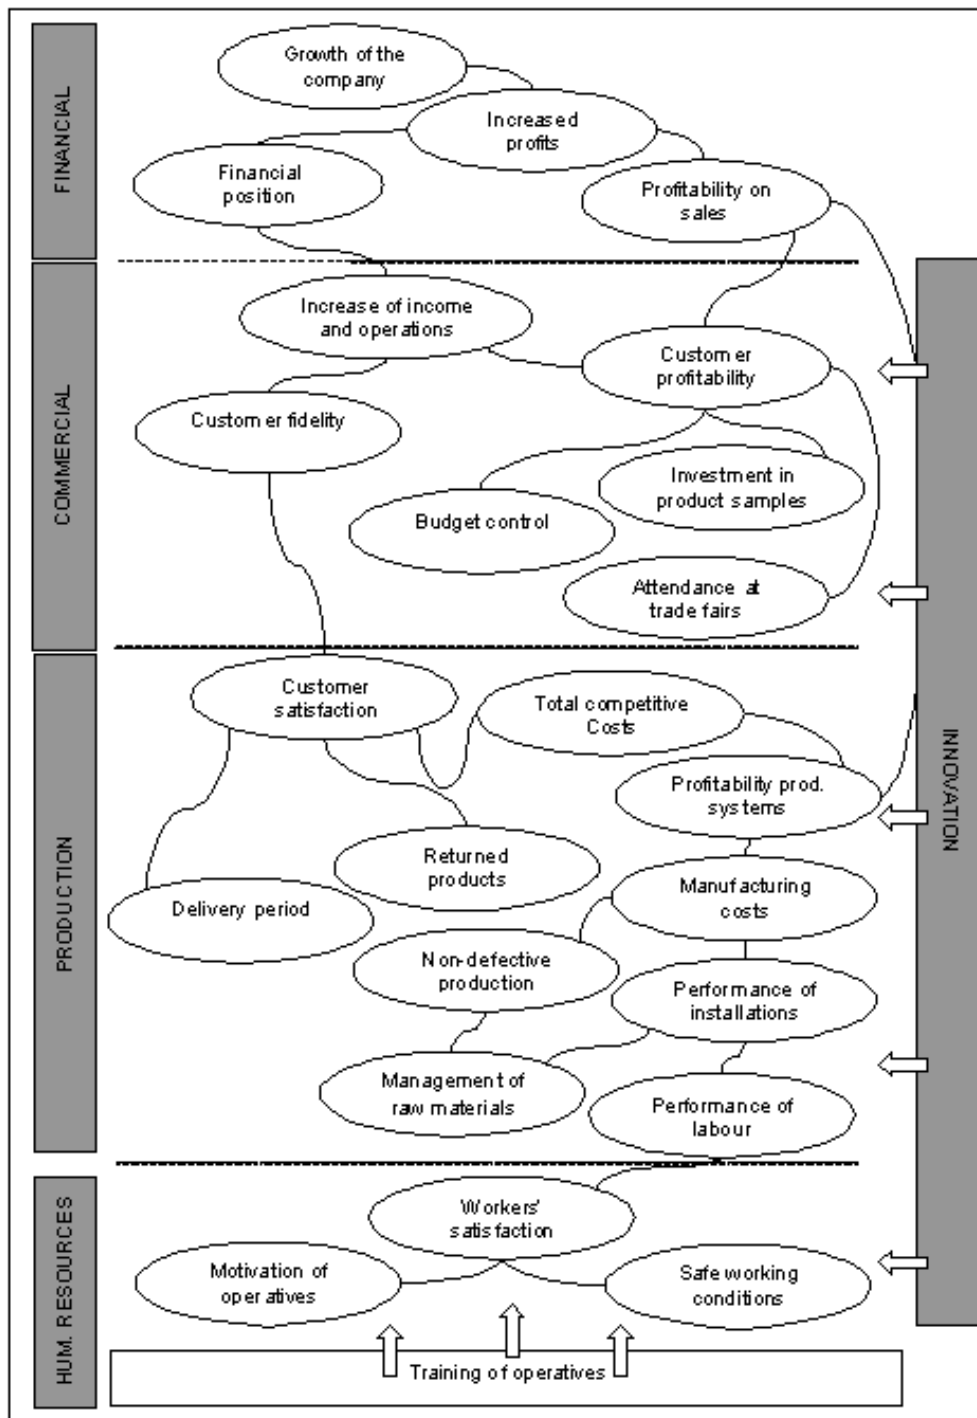 FINANCIAL
Growth of the
company
Increased
profits
Financial
position
Profitability on
sales
COMMERCIAL
Increase of income
and operations
Customer
profitability
Customer fidelity
Investment in
product samples
Budget control
Attendance at
trade fairs
INNOVATION
PRODUCTION
Customer
satisfaction
Total competitive
Costs
Profitability prod.
systems
Returned
products
Manufacturing
costs
Delivery period
Non-defective
production
Performance of
installations
Management of
raw materials
Performance of
labour
HUM. RESOURCES
Workers'
satisfaction
Motivation of
operatives
Safe working
conditions
Training of operatives